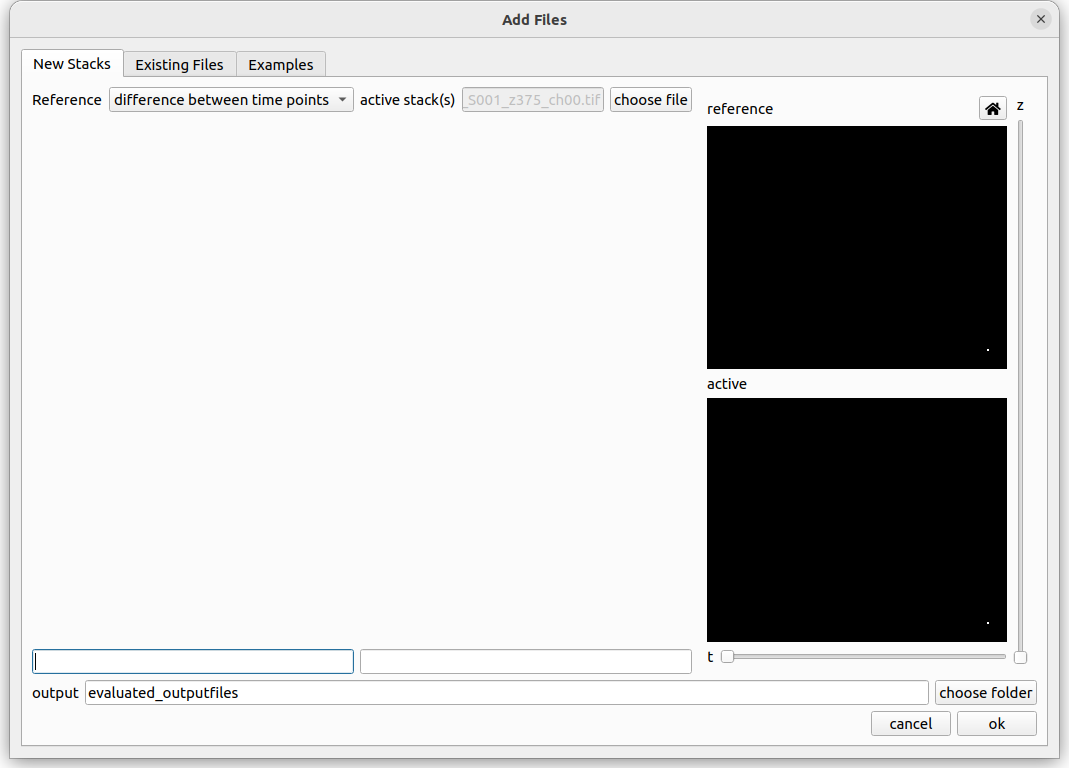 Add Files
New Stacks Existing Files Examples
Reference difference between time points active stack(s) _S001_z375_ch00.tif choose file
reference z
active
t
output evaluated_outputfiles choose folder
cancel ok